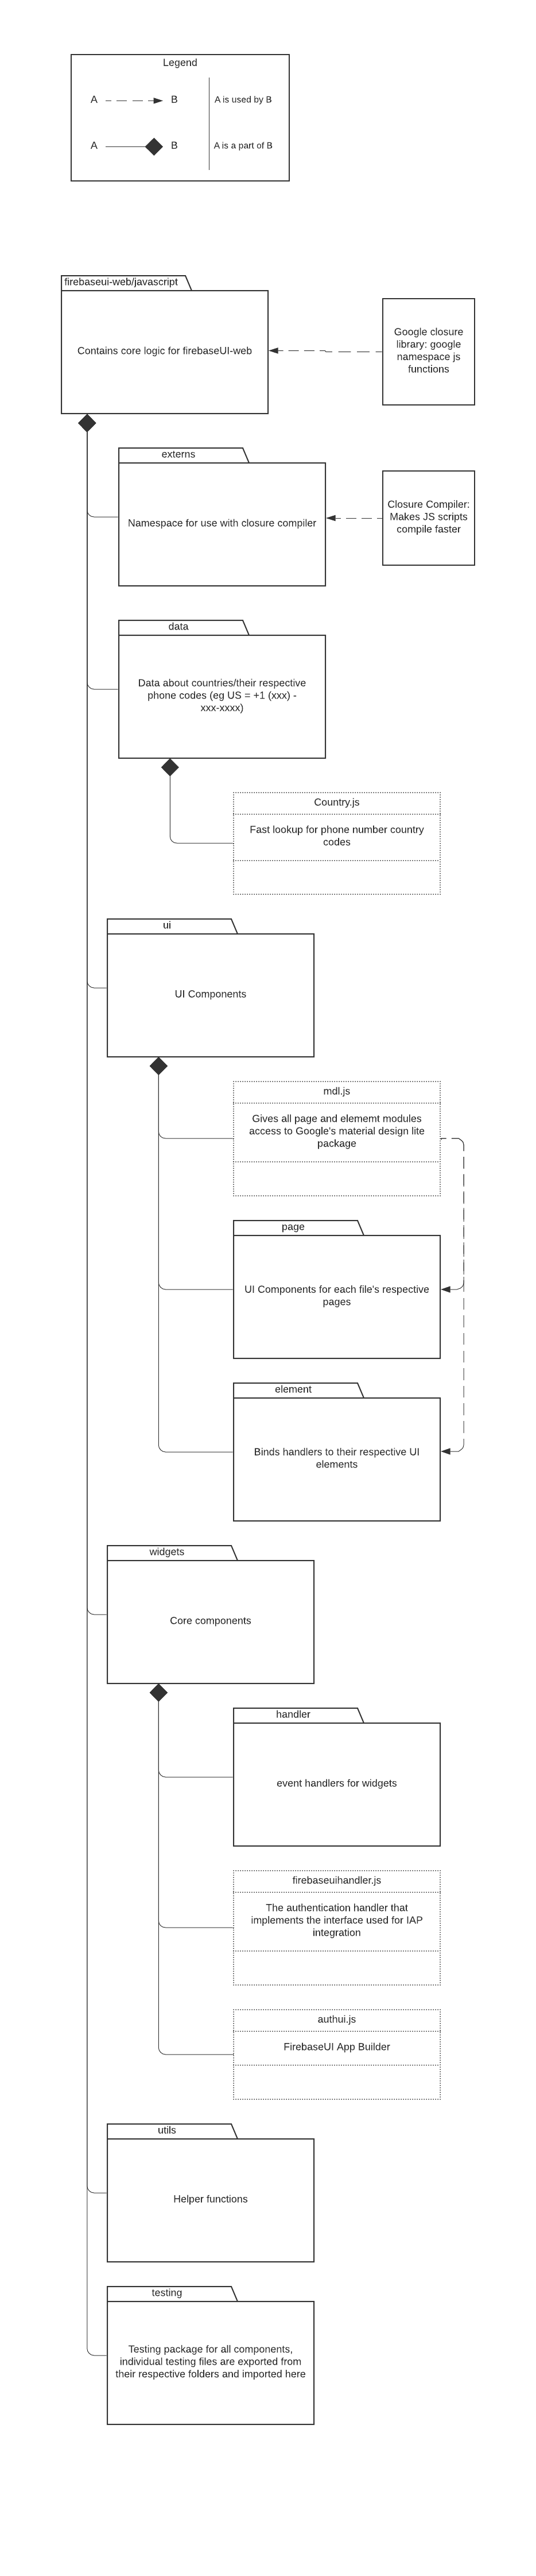 Legend
A
B
A is used by B
A
B
A is a part of B
firebaseui-web/javascript
Contains core logic for firebaseUI-web
Google closure
library: google
namespace js
functions
externs
Namespace for use with closure compiler
Closure Compiler:
Makes JS scripts
compile faster
data
Data about countries/their respective
phone codes (eg US = +1 (xxx) -
xxx-xxxx)
Country.js
Fast lookup for phone number country
codes
ui
UI Components
mdl.js
Gives all page and elememt modules
access to Google's material design lite
package
page
UI Components for each file's respective
pages
element
Binds handlers to their respective UI
elements
widgets
Core components
handler
event handlers for widgets
firebaseuihandler.js
The authentication handler that
implements the interface used for IAP
integration
authui.js
FirebaseUI App Builder
utils
Helper functions
testing
Testing package for all components,
individual testing files are exported from
their respective folders and imported here